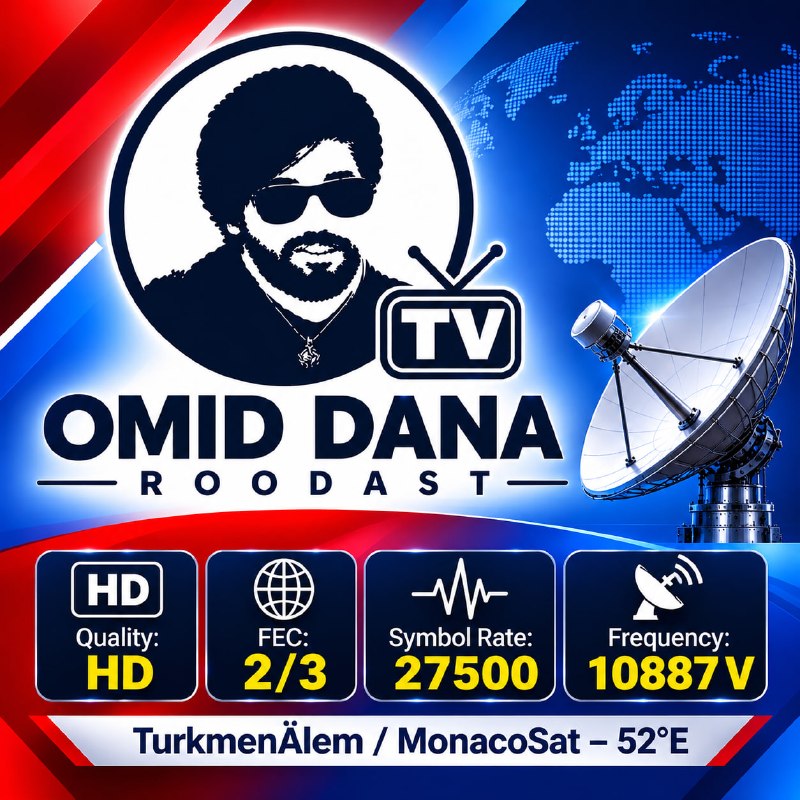 TV
OMID DANA
ROODAST
HD
Quality:
HD
FEC:
2/3
Symbol Rate:
27500
Frequency:
10887 V
TurkmenÄlem / MonacoSat – 52°E